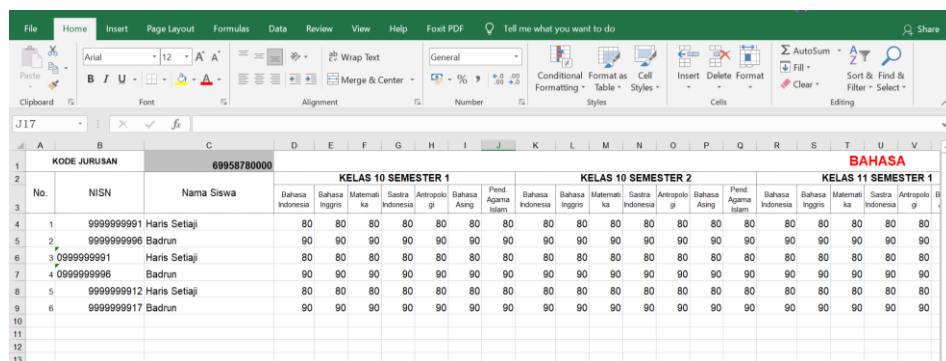 File Home Insert Page Layout Formulas Data Review View Help Foxit PDF Tell me what you want to do Share
Arial 12 Wrap Text General AutoSum
Paste B I U Merge & Center % Conditional Formatting Format as Table Cell Styles Insert Delete Format Fill Clear Sort & Filter Find & Select
Clipboard Font Alignment Number Styles Cells Editing
J17 fx
A B C D E F G H I J K L M N O P Q R S T U V
1 KODE JURUSAN 69958780000 BAHASA
2 KELAS 10 SEMESTER 1 KELAS 10 SEMESTER 2 KELAS 11 SEMESTER 1
3 No. NISN Nama Siswa Bahasa Indonesia Bahasa Inggris Matematika Sastra Indonesia Antropologi Bahasa Asing Pend. Agama Islam Bahasa Indonesia Bahasa Inggris Matematika Sastra Indonesia Antropologi Bahasa Asing Pend. Agama Islam Bahasa Indonesia Bahasa Inggris Matematika Sastra Indonesia Antropologi
4 1 9999999991 Haris Setiaji 80 80 80 80 80 80 80 80 80 80 80 80 80 80 80 80 80 80 80
5 2 9999999996 Badrun 90 90 90 90 90 90 90 90 90 90 90 90 90 90 90 90 90 90 90
6 3 0999999991 Haris Setiaji 80 80 80 80 80 80 80 80 80 80 80 80 80 80 80 80 80 80 80
7 4 0999999996 Badrun 90 90 90 90 90 90 90 90 90 90 90 90 90 90 90 90 90 90 90
8 5 9999999912 Haris Setiaji 80 80 80 80 80 80 80 80 80 80 80 80 80 80 80 80 80 80 80
9 6 9999999917 Badrun 90 90 90 90 90 90 90 90 90 90 90 90 90 90 90 90 90 90 90
10
11
12
13